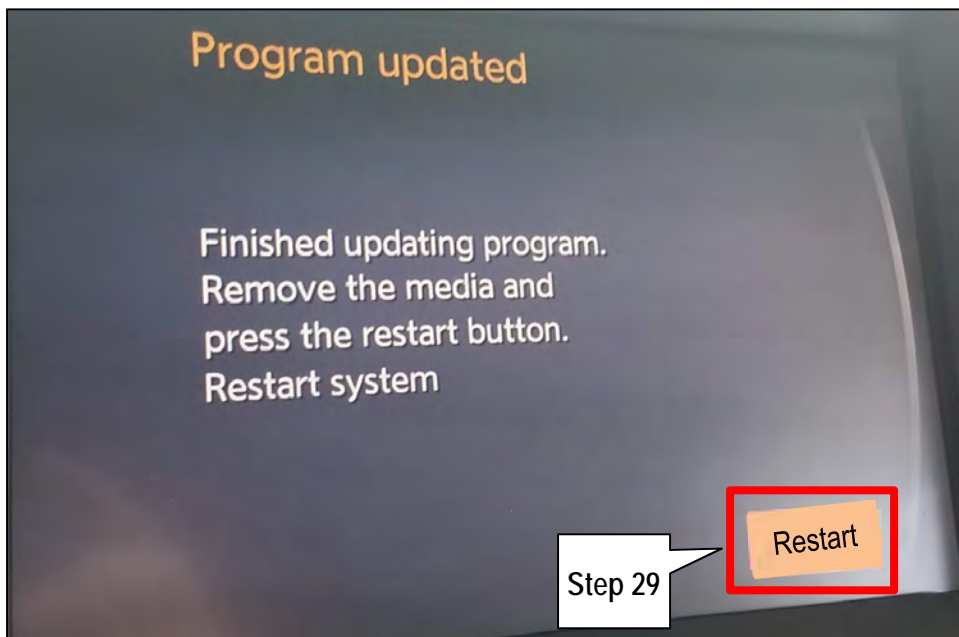 Program updated
Finished updating program.
Remove the media and
press the restart button.
Restart system
Restart
Step 29